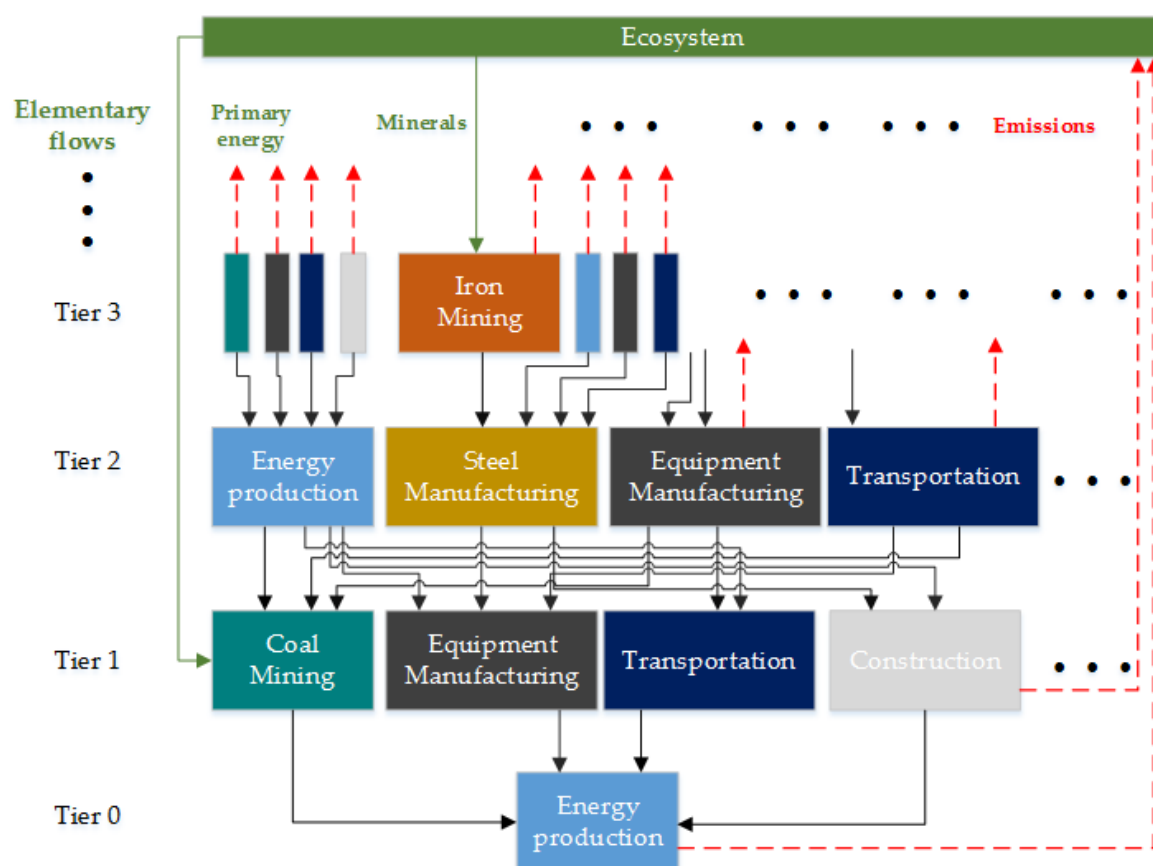 Ecosystem
Elementary
flows
Primary
energy
Minerals
Emissions
Tier 3
Iron
Mining
Tier 2
Energy
production
Steel
Manufacturing
Equipment
Manufacturing
Transportation
Tier 1
Coal
Mining
Equipment
Manufacturing
Transportation
Construction
Tier 0
Energy
production